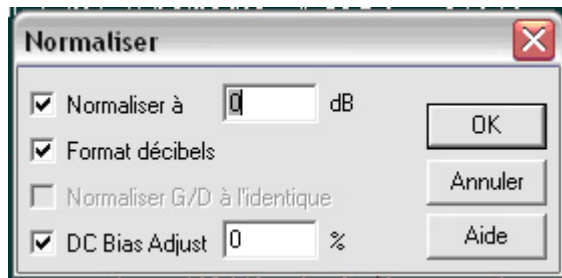 Normaliser
Normaliser à 0 dB
OK
Format décibels
Normaliser G/D à l'identique
Annuler
DC Bias Adjust 0 %
Aide